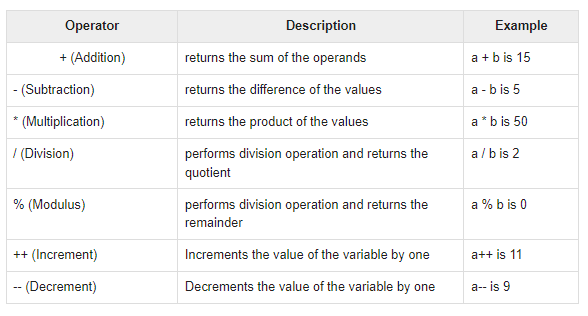 Operator Description Example
+ (Addition) returns the sum of the operands a + b is 15
- (Subtraction) returns the difference of the values a - b is 5
* (Multiplication) returns the product of the values a * b is 50
/ (Division) performs division operation and returns the a / b is 2
quotient
% (Modulus) performs division operation and returns the a % b is 0
remainder
++ (Increment) Increments the value of the variable by one a++ is 11
-- (Decrement) Decrements the value of the variable by one a-- is 9